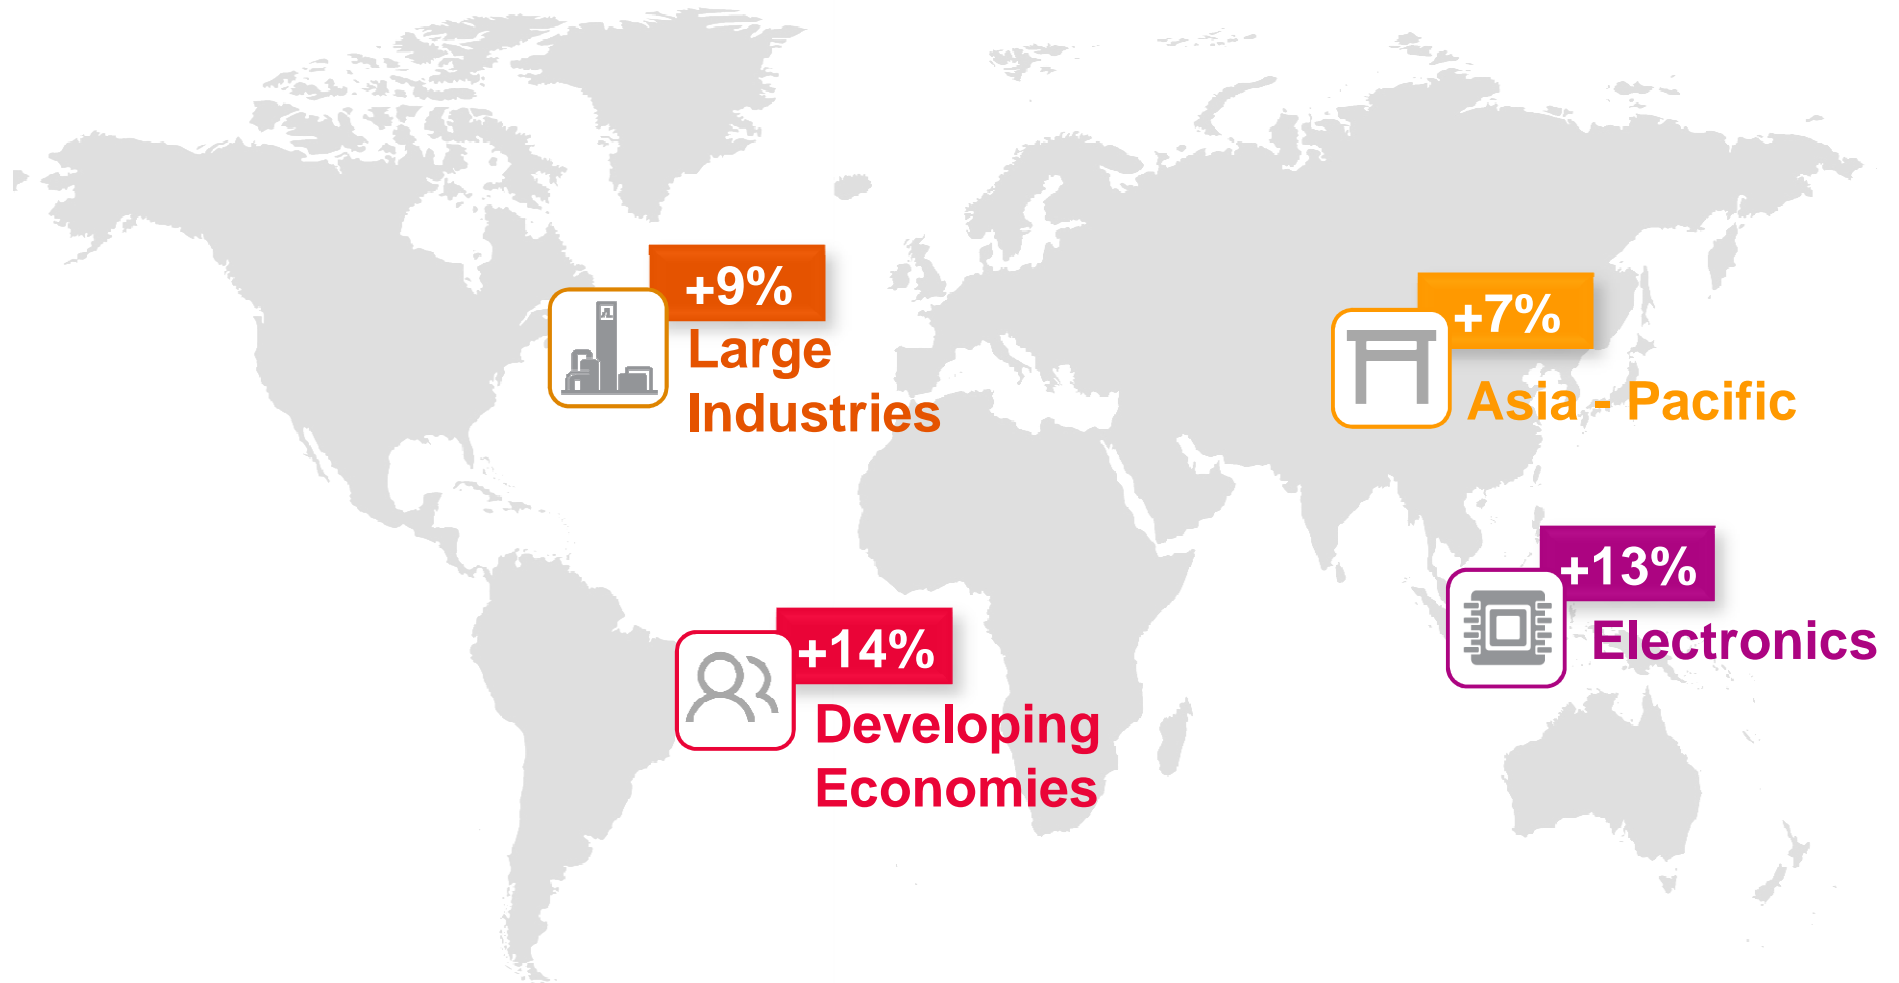 +9%
Large
Industries
+7%
Asia - Pacific
+13%
Electronics
+14%
Developing
Economies